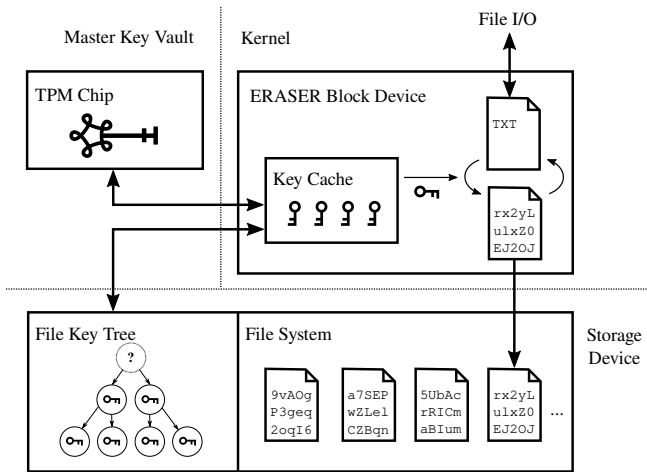 File I/O
Master Key Vault
Kernel
TPM Chip
ERASER Block Device
TXT
Key Cache
rx2yL
ulxZ0
EJ2OJ
File Key Tree
File System
Storage
Device
?
9vAOg
P3geq
2oqI6
a7SEP
wZLel
CZBqn
5UbAc
rRICm
aBIum
rx2yL
ulxZ0
EJ2OJ
...